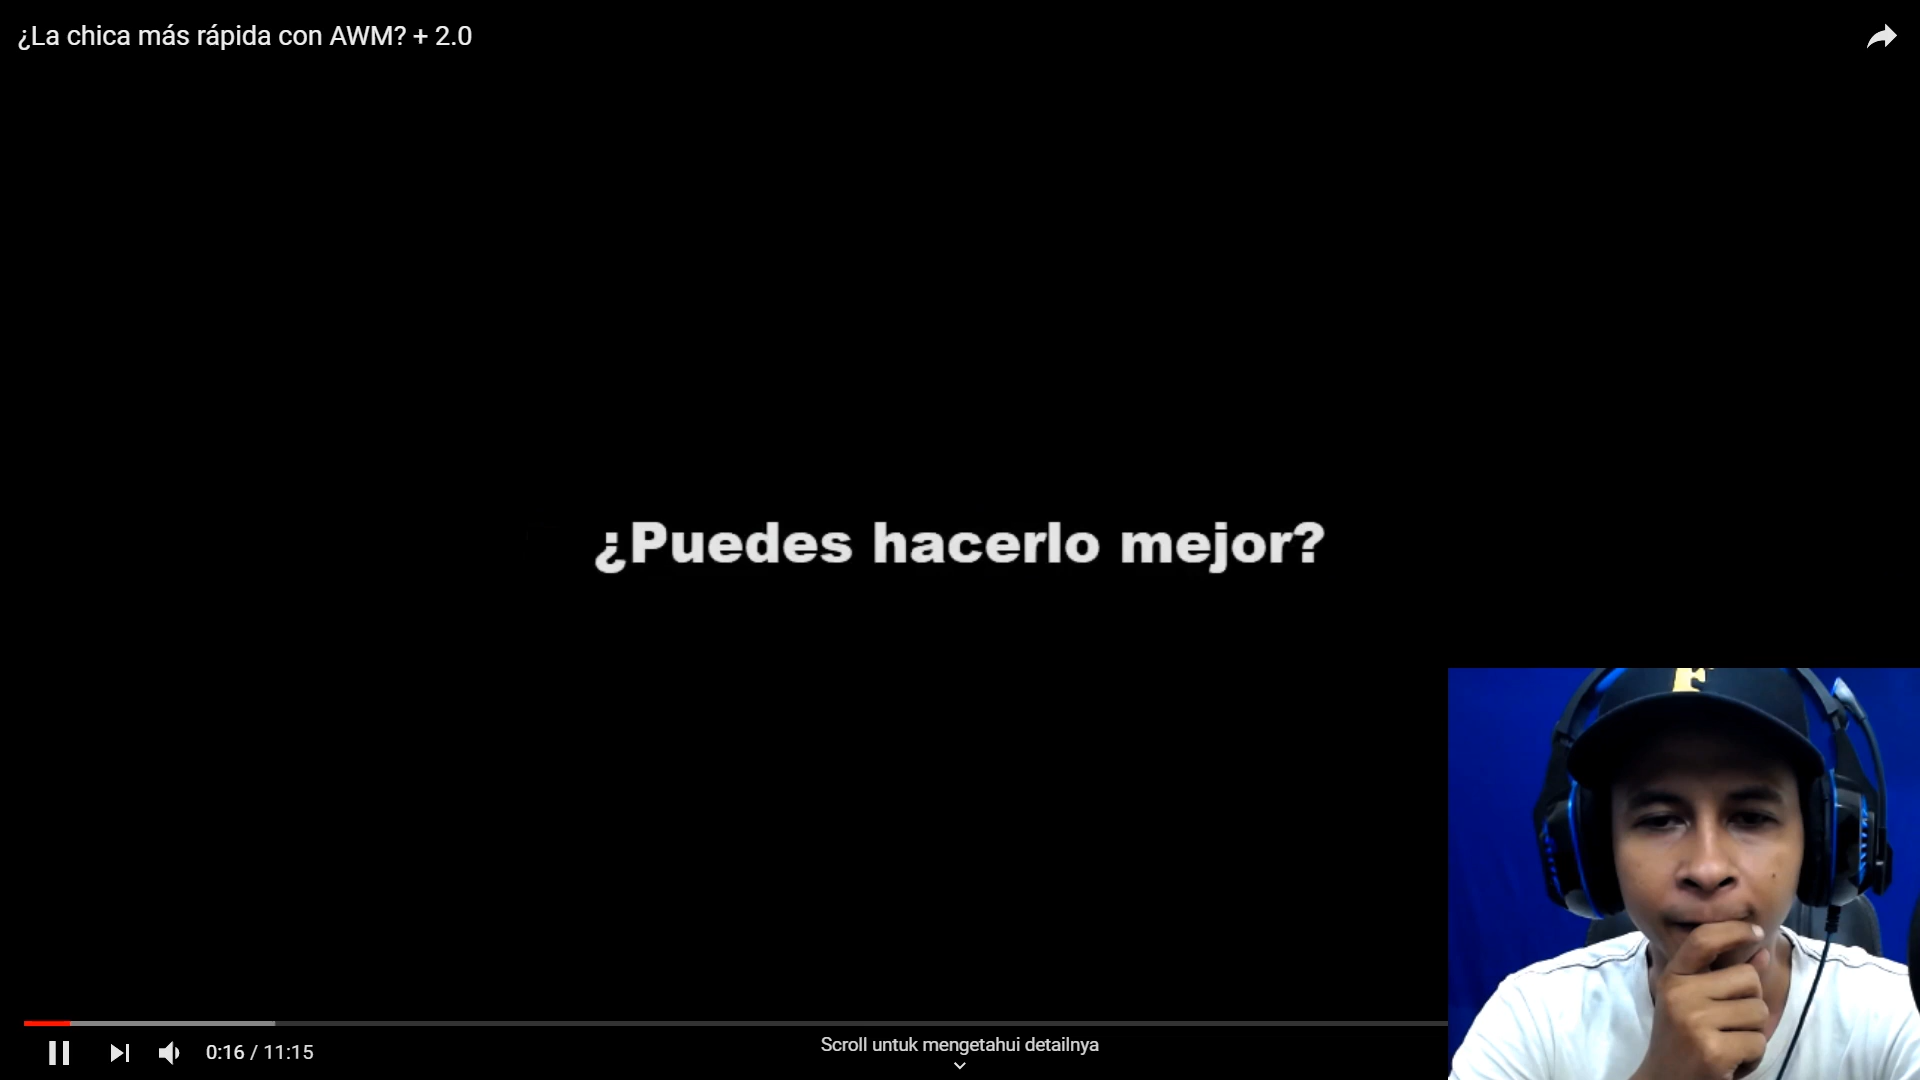 ¿La chica más rápida con AWM? + 2.0
¿Puedes hacerlo mejor?
F
0:16 / 11:15
Scroll untuk mengetahui detailnya